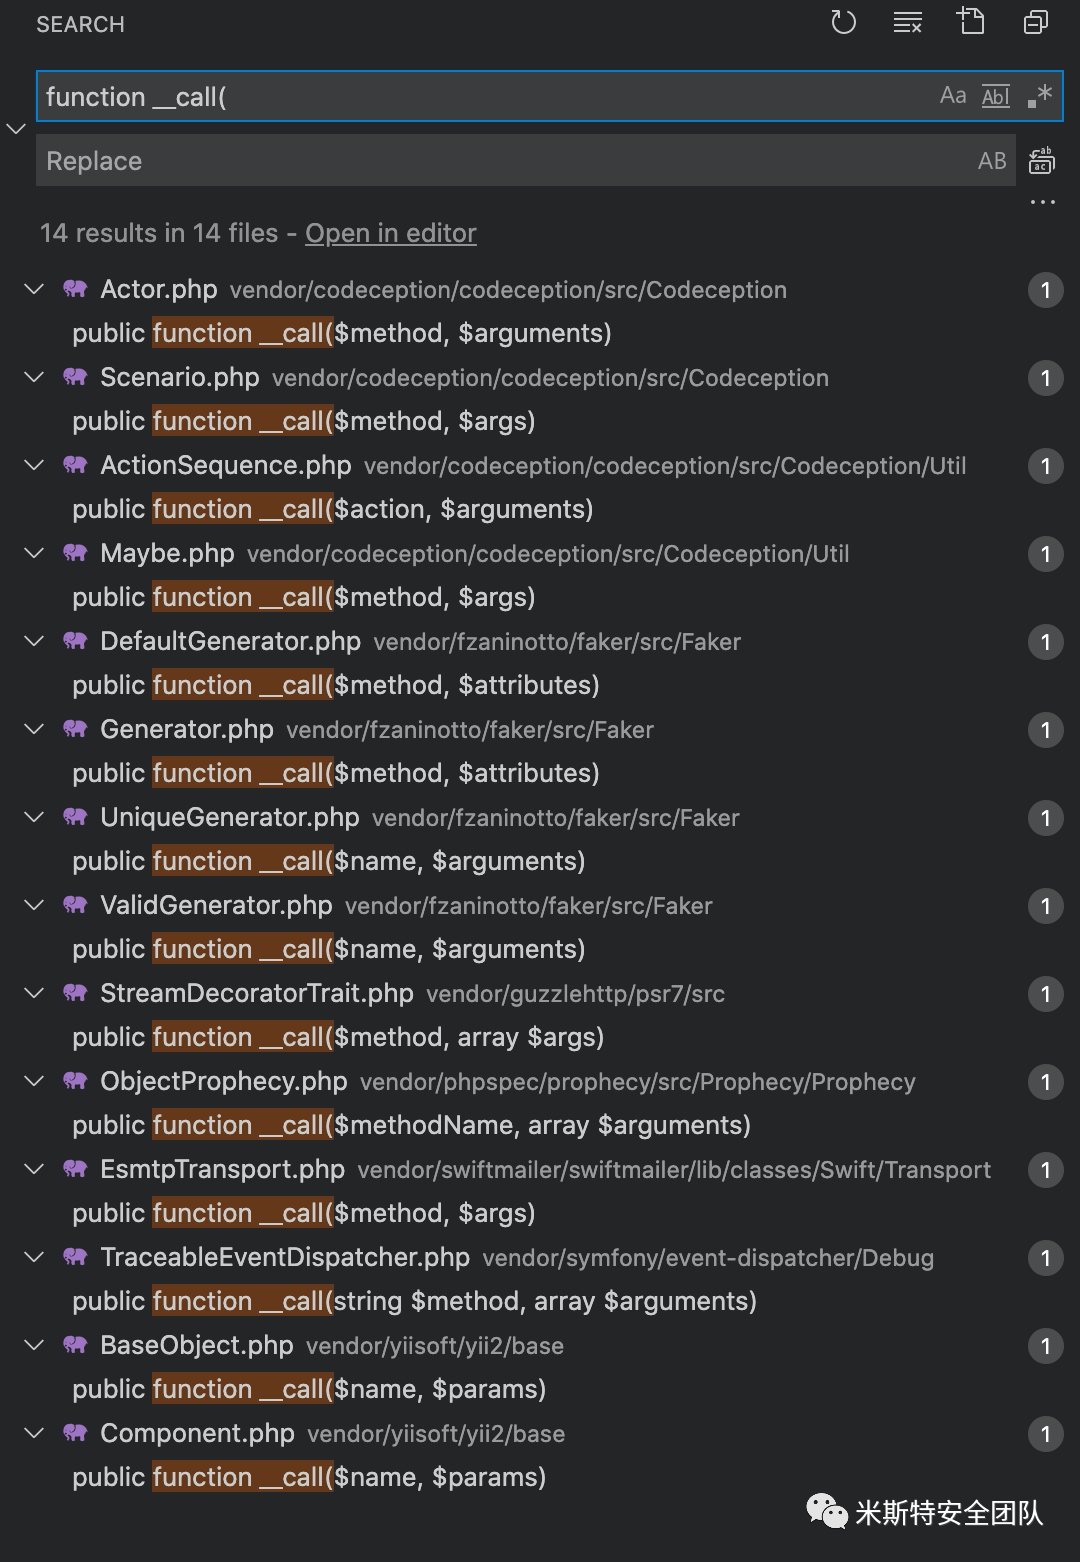 SEARCH
function __call(
Aa Abl .*
Replace
AB
ab ac
14 results in 14 files - Open in editor
Actor.php vendor/codeception/codeception/src/Codeception 1
public function __call($method, $arguments)
Scenario.php vendor/codeception/codeception/src/Codeception 1
public function __call($method, $args)
ActionSequence.php vendor/codeception/codeception/src/Codeception/Util 1
public function __call($action, $arguments)
Maybe.php vendor/codeception/codeception/src/Codeception/Util 1
public function __call($method, $args)
DefaultGenerator.php vendor/fzaninotto/faker/src/Faker 1
public function __call($method, $attributes)
Generator.php vendor/fzaninotto/faker/src/Faker 1
public function __call($method, $attributes)
UniqueGenerator.php vendor/fzaninotto/faker/src/Faker 1
public function __call($name, $arguments)
ValidGenerator.php vendor/fzaninotto/faker/src/Faker 1
public function __call($name, $arguments)
StreamDecoratorTrait.php vendor/guzzlehttp/psr7/src 1
public function __call($method, array $args)
ObjectProphecy.php vendor/phpspec/prophecy/src/Prophecy/Prophecy 1
public function __call($methodName, array $arguments)
EsmtpTransport.php vendor/swiftmailer/swiftmailer/lib/classes/Swift/Transport 1
public function __call($method, $args)
TraceableEventDispatcher.php vendor/symfony/event-dispatcher/Debug 1
public function __call(string $method, array $arguments)
BaseObject.php vendor/yiisoft/yii2/base 1
public function __call($name, $params)
Component.php vendor/yiisoft/yii2/base 1
public function __call($name, $params)
米斯特安全团队